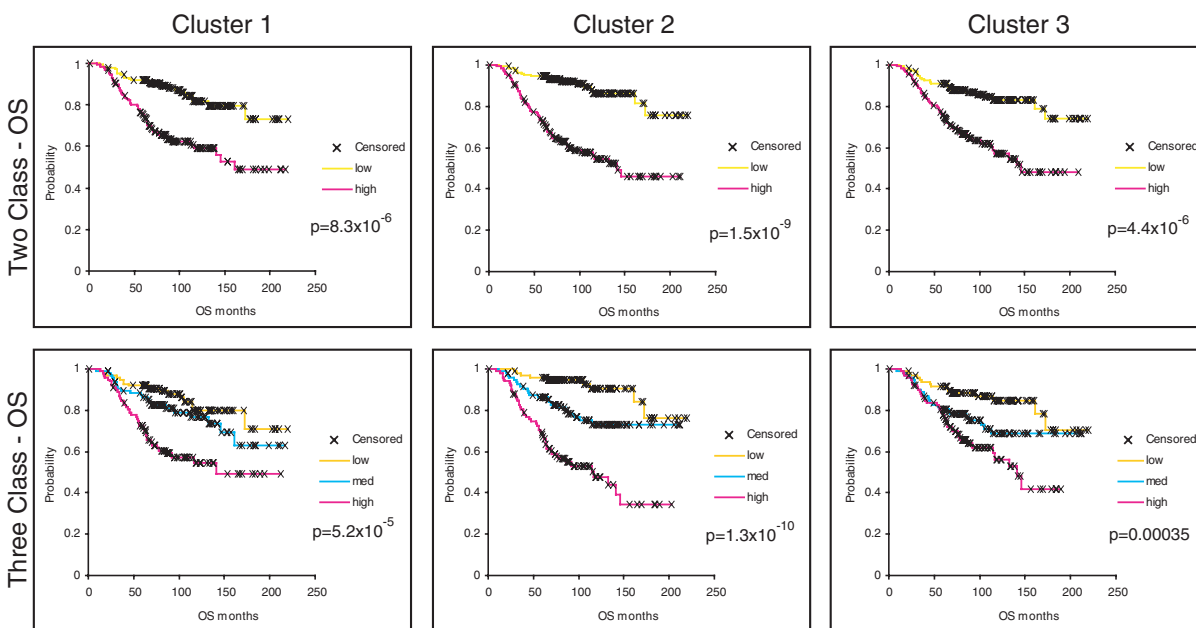 Cluster 1
Cluster 2
Cluster 3
Two Class - OS
Probability
1
0.8
0.6
0.4
0.2
0
0 50 100 150 200 250
OS months
Censored
low
high
p=8.3x10-6
Probability
1
0.8
0.6
0.4
0.2
0
0 50 100 150 200 250
OS months
Censored
low
high
p=1.5x10-9
Probability
1
0.8
0.6
0.4
0.2
0
0 50 100 150 200 250
OS months
Censored
low
high
p=4.4x10-6
Three Class - OS
Probability
1
0.8
0.6
0.4
0.2
0
0 50 100 150 200 250
OS months
Censored
low
med
high
p=5.2x10-5
Probability
1
0.8
0.6
0.4
0.2
0
0 50 100 150 200 250
OS months
Censored
low
med
high
p=1.3x10-10
Probability
1
0.8
0.6
0.4
0.2
0
0 50 100 150 200 250
OS months
Censored
low
med
high
p=0.00035